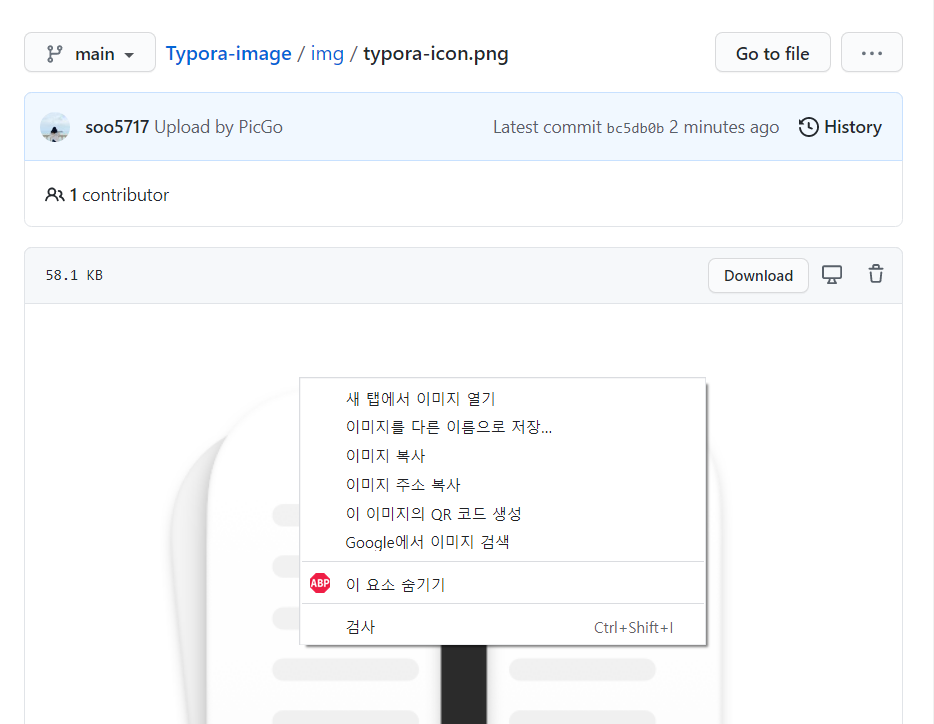 main Typora-image / img / typora-icon.png Go to file ...
soo5717 Upload by PicGo Latest commit bc5db0b 2 minutes ago History
1 contributor
58.1 KB Download
새 탭에서 이미지 열기
이미지를 다른 이름으로 저장...
이미지 복사
이미지 주소 복사
이 이미지의 QR 코드 생성
Google에서 이미지 검색
ABP 이 요소 숨기기
검사 Ctrl+Shift+I